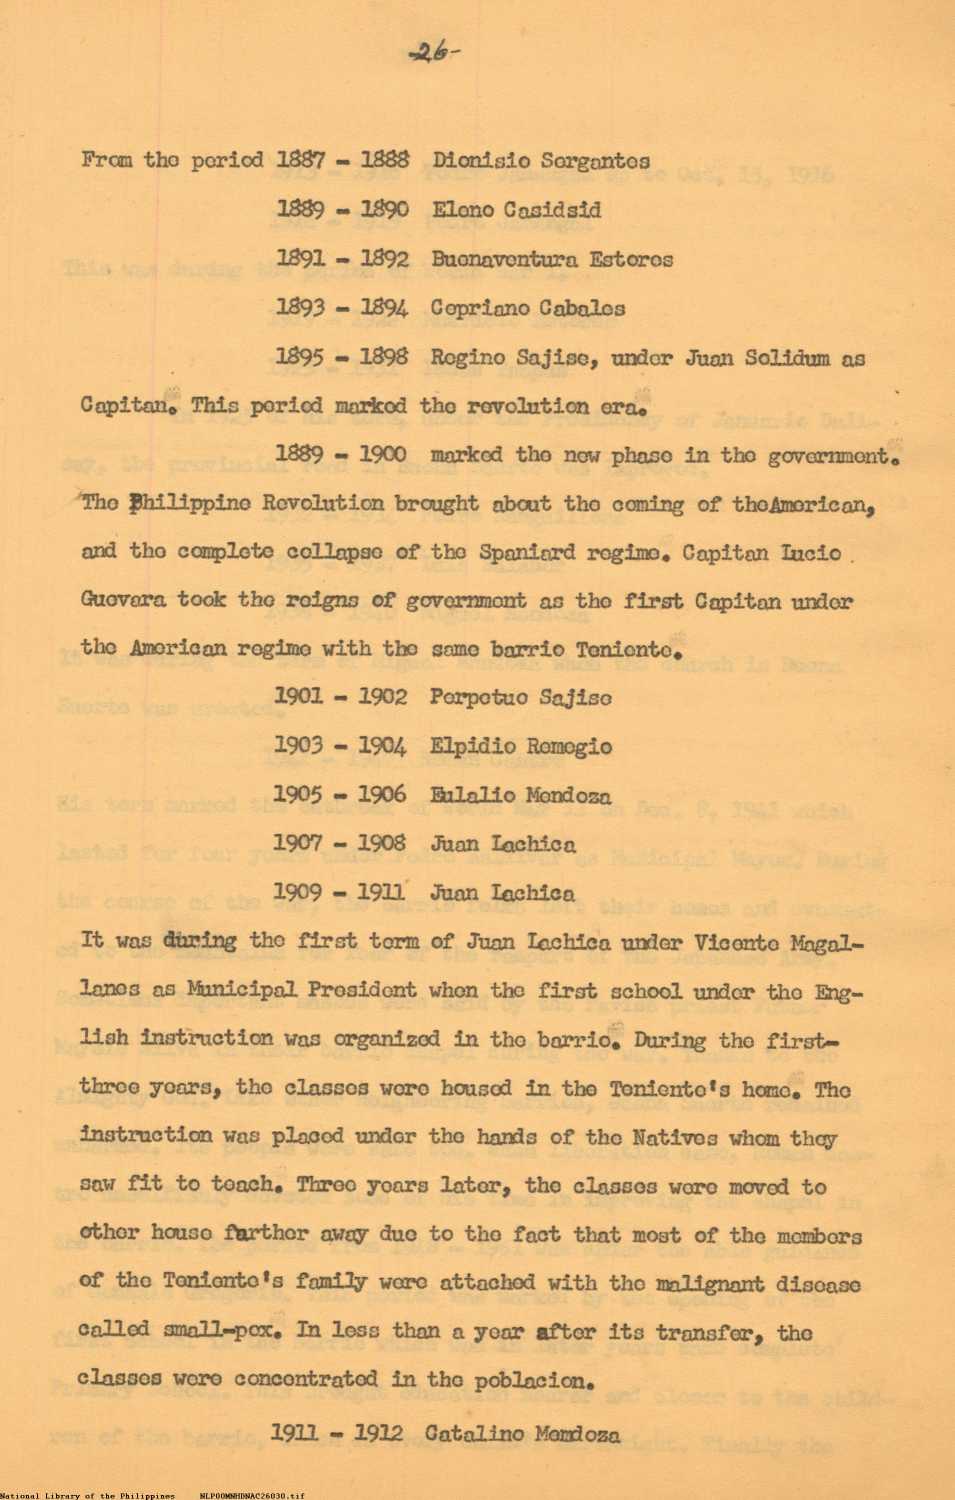 -26-
From the period 1887 - 1888 Dionisio Sergantes
1889 - 1890 Eleno Casidsid
1891 - 1892 Buenaventura Estores
1893 - 1894 Cepriano Cabales
1895 - 1898 Regino Sajise, under Juan Solidum as
Capitan. This period marked the revolution era.
1889 - 1900 marked the new phase in the government.
The Philippine Revolution brought about the coming of theAmerican,
and the complete collapse of the Spaniard regime. Capitan Lucio
Guevara took the reigns of government as the first Capitan under
the American regime with the same barrio Teniente.
1901 - 1902 Perpetuo Sajise
1903 - 1904 Elpidio Remegio
1905 - 1906 Eulalio Mendoza
1907 - 1908 Juan Lachica
1909 - 1911 Juan Lachica
It was during the first term of Juan Lachica under Vicente Magal-
lanes as Municipal President when the first school under the Eng-
lish instruction was organized in the barrio. During the first-
three years, the classes were housed in the Teniente's home. The
instruction was placed under the hands of the Natives whom they
saw fit to teach. Three years later, the classes were moved to
other house farther away due to the fact that most of the members
of the Teniente's family were attached with the malignant disease
called small-pox. In less than a year after its transfer, the
classes were concentrated in the poblacion.
1911 - 1912 Catalino Mendoza
National Library of the Philippines NLPOOMNHDNAC26030.tif